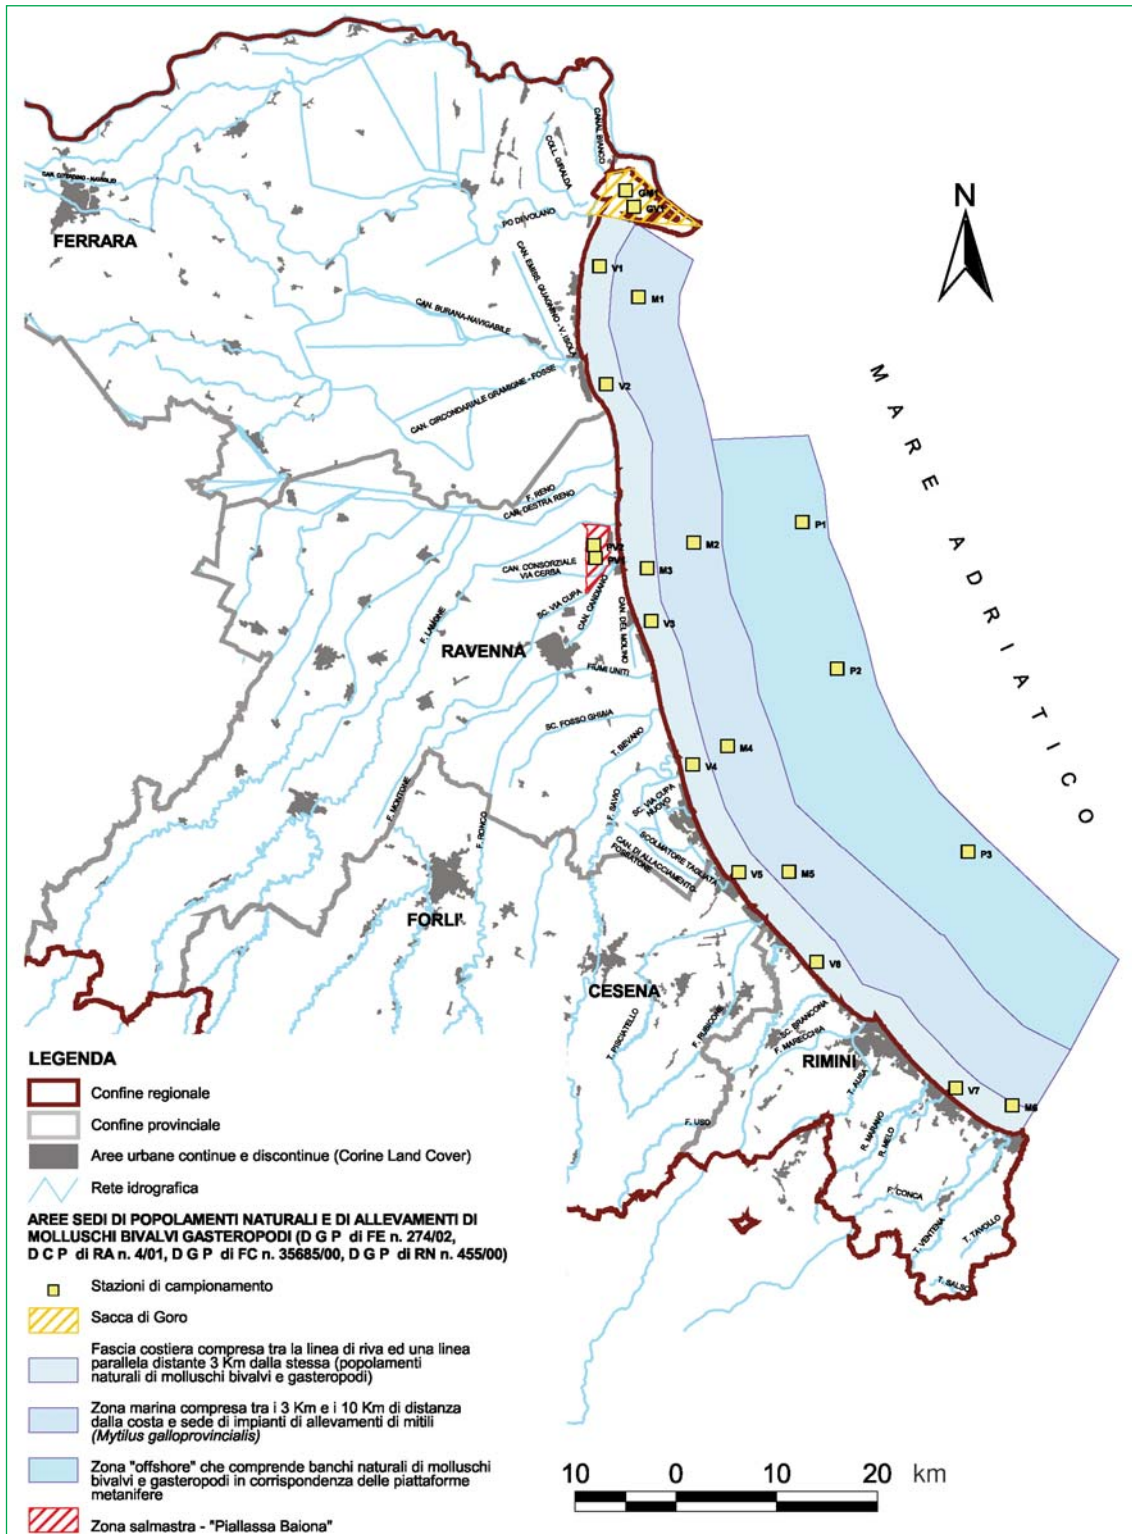 CANAL BIANCO
COLL. GIRALDA
GM1
GV1
FERRARA
PO DEVOLANO
N
V1
M1
CAN. EMISS. GUAGNINO - V. ISOLA
CAN. BURANA-NAVIGABILE
V2
CAN. CIRCONDARIALE GRAMIGNE - FOSSE
MARE ADRIATICO
F. RENO
CAN. DESTRA RENO
P1
M2
PV2
PV1
CAN. CONSORZIALE
VIA CERBA
M3
SC. VIA CUPA
CAN. CANDIANO
CAN. DEL MOLINO
F. LAMONE
V3
RAVENNA
FIUMI UNITI
P2
SC. FOSSO GHIAIA
T. BEVANO
M4
V4
F. MONTONE
F. RONCO
F. SAVIO
SC. VIA CUPA
NUOVO
SCOLMATORE TAGLIATA
CAN. DI ALLACCIAMENTO
FOSSATONE
P3
V5
M5
FORLI'
V6
CESENA
T. PISCIATELLO
F. RUBICONE
SC. BRANCONA
F. MARECCHIA
RIMINI
T. AUSA
V7
M6
F. USO
R. MARANO
R. MELO
F. CONCA
T. VENTENA
T. TAVOLLO
T. SALSO
LEGENDA
Confine regionale
Confine provinciale
Aree urbane continue e discontinue (Corine Land Cover)
Rete idrografica
AREE SEDI DI POPOLAMENTI NATURALI E DI ALLEVAMENTI DI
MOLLUSCHI BIVALVI GASTEROPODI (D G P di FE n. 274/02,
D C P di RA n. 4/01, D G P di FC n. 35685/00, D G P di RN n. 455/00)
Stazioni di campionamento
Sacca di Goro
Fascia costiera compresa tra la linea di riva ed una linea
parallela distante 3 Km dalla stessa (popolamenti
naturali di molluschi bivalvi e gasteropodi)
Zona marina compresa tra i 3 Km e i 10 Km di distanza
dalla costa e sede di impianti di allevamenti di mitili
(Mytilus galloprovincialis)
Zona "offshore" che comprende banchi naturali di molluschi
bivalvi e gasteropodi in corrispondenza delle piattaforme
metanifere
Zona salmastra - "Piallassa Baiona"
10 0 10 20 km